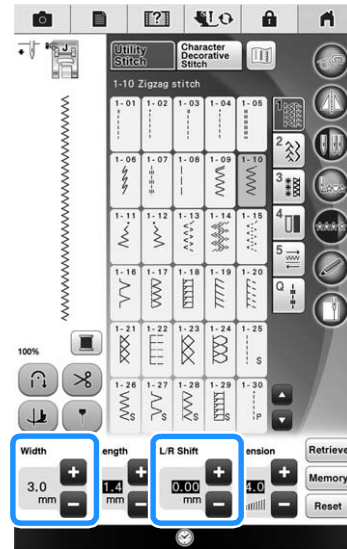 J
Utility
Stitch
Character
Decorative
Stitch
1-10 Zigzag stitch
1-01 1-02 1-03 1-04 1-05
1
1-06 1-07 1-08 1-09 1-10
2
3
1-11 1-12 1-13 1-14 1-15
4
1-16 1-17 1-18 1-19 1-20
5
Q
1-21 1-22 1-23 1-24 1-25
S
100%
1-26 1-27 1-28 1-29 1-30
S S S S P
Width ength L/R Shift ension Retrieve
+ + + +
3.0 1.4 0.00 4.0 Memory
mm mm mm
− − − − Reset